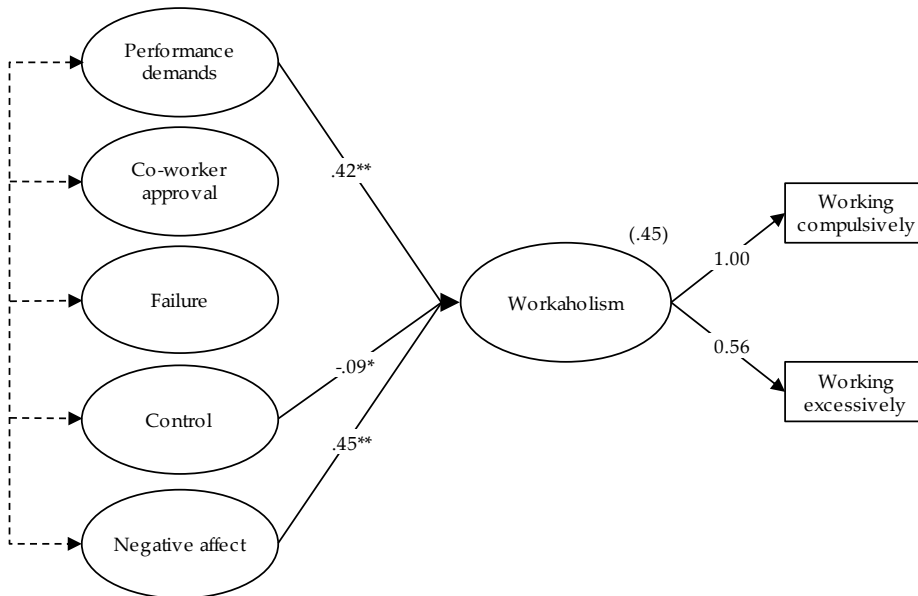 Performance
demands
Co-worker
approval
Failure
Control
Negative affect
.42**
-.09*
.45**
(.45)
Workaholism
1.00
0.56
Working
compulsively
Working
excessively